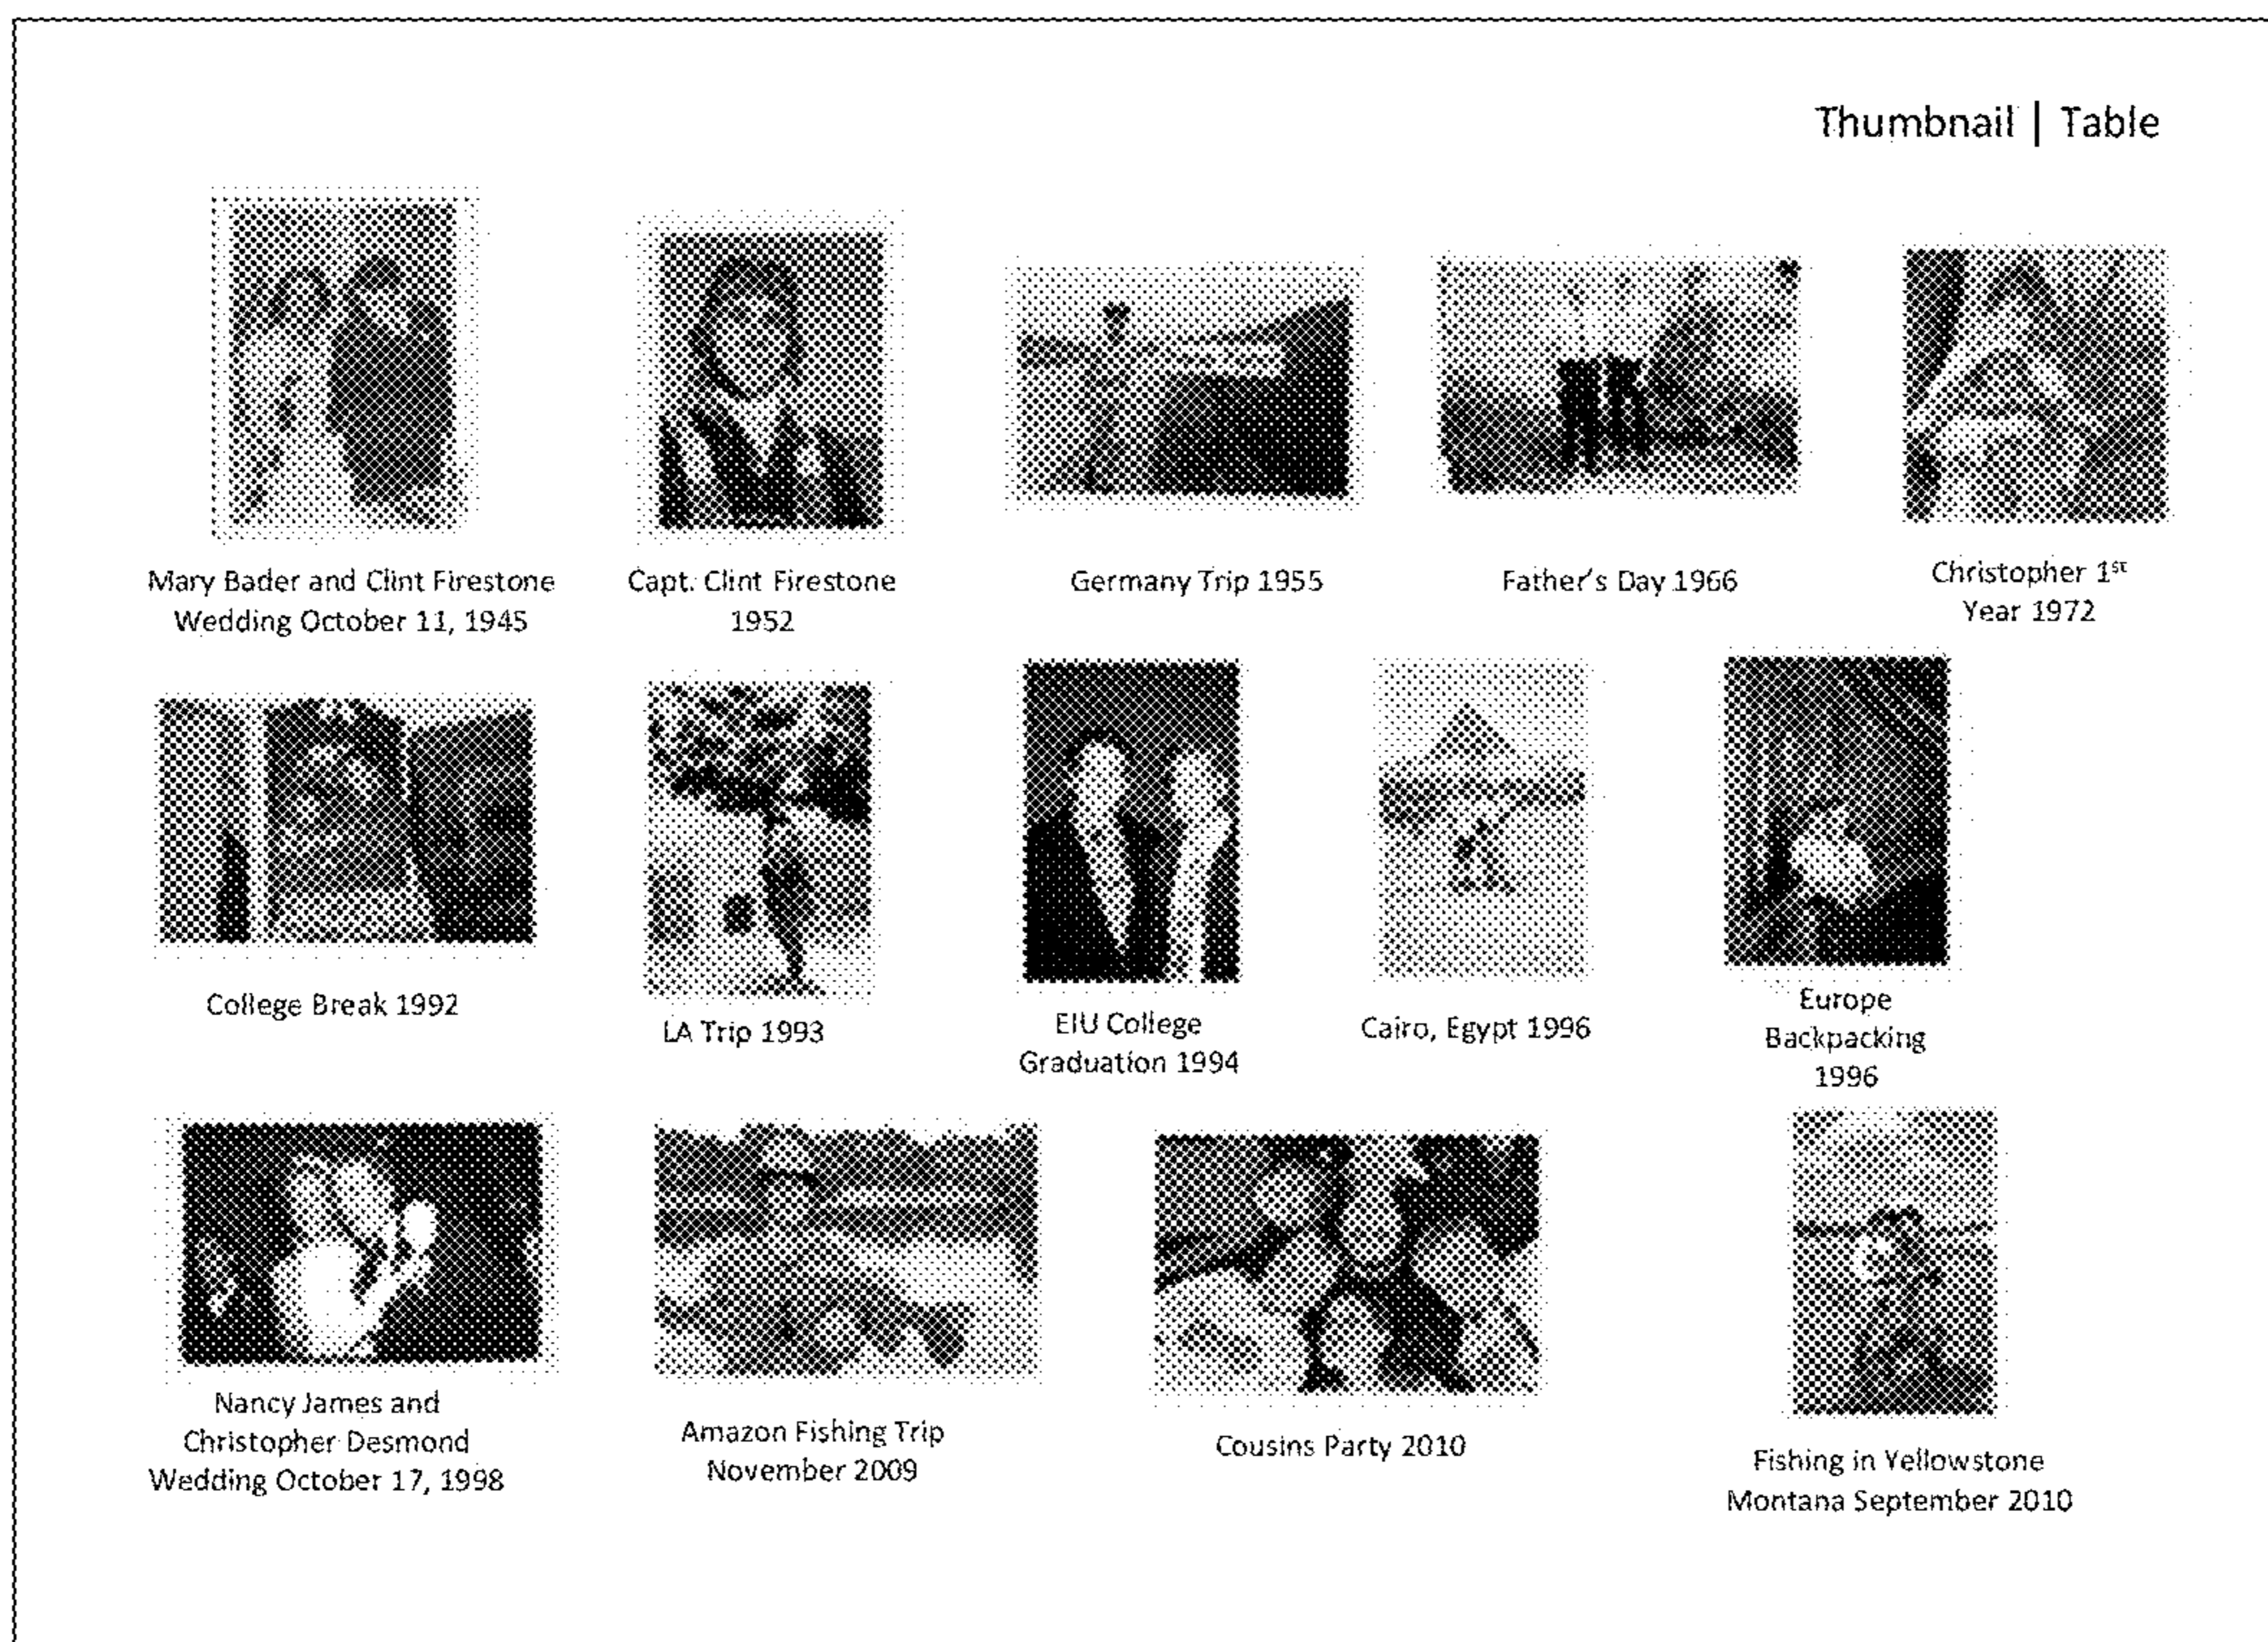 Thumbnail | Table
Mary Bader and Clint Firestone
Wedding October 11, 1945
Capt. Clint Firestone
1952
Germany Trip 1955
Father's Day 1966
Christopher 1st
Year 1972
College Break 1992
LA Trip 1993
EIU College
Graduation 1994
Cairo, Egypt 1996
Europe
Backpacking
1996
Nancy James and
Christopher Desmond
Wedding October 17, 1998
Amazon Fishing Trip
November 2009
Cousins Party 2010
Fishing in Yellowstone
Montana September 2010